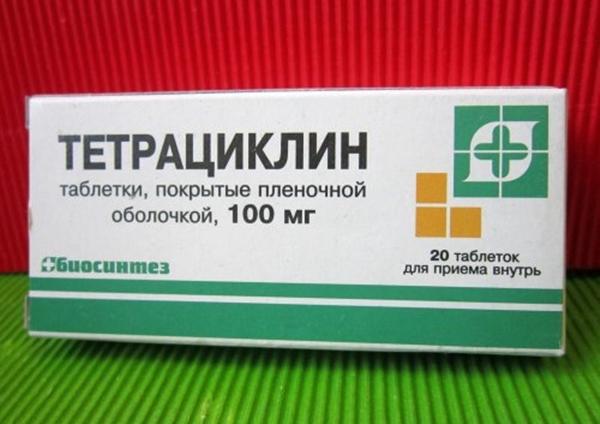 ТЕТРАЦИКЛИН
таблетки, покрытые пленочной
оболочкой, 100 мг
биосинтез
20 таблеток
для приема внутрь